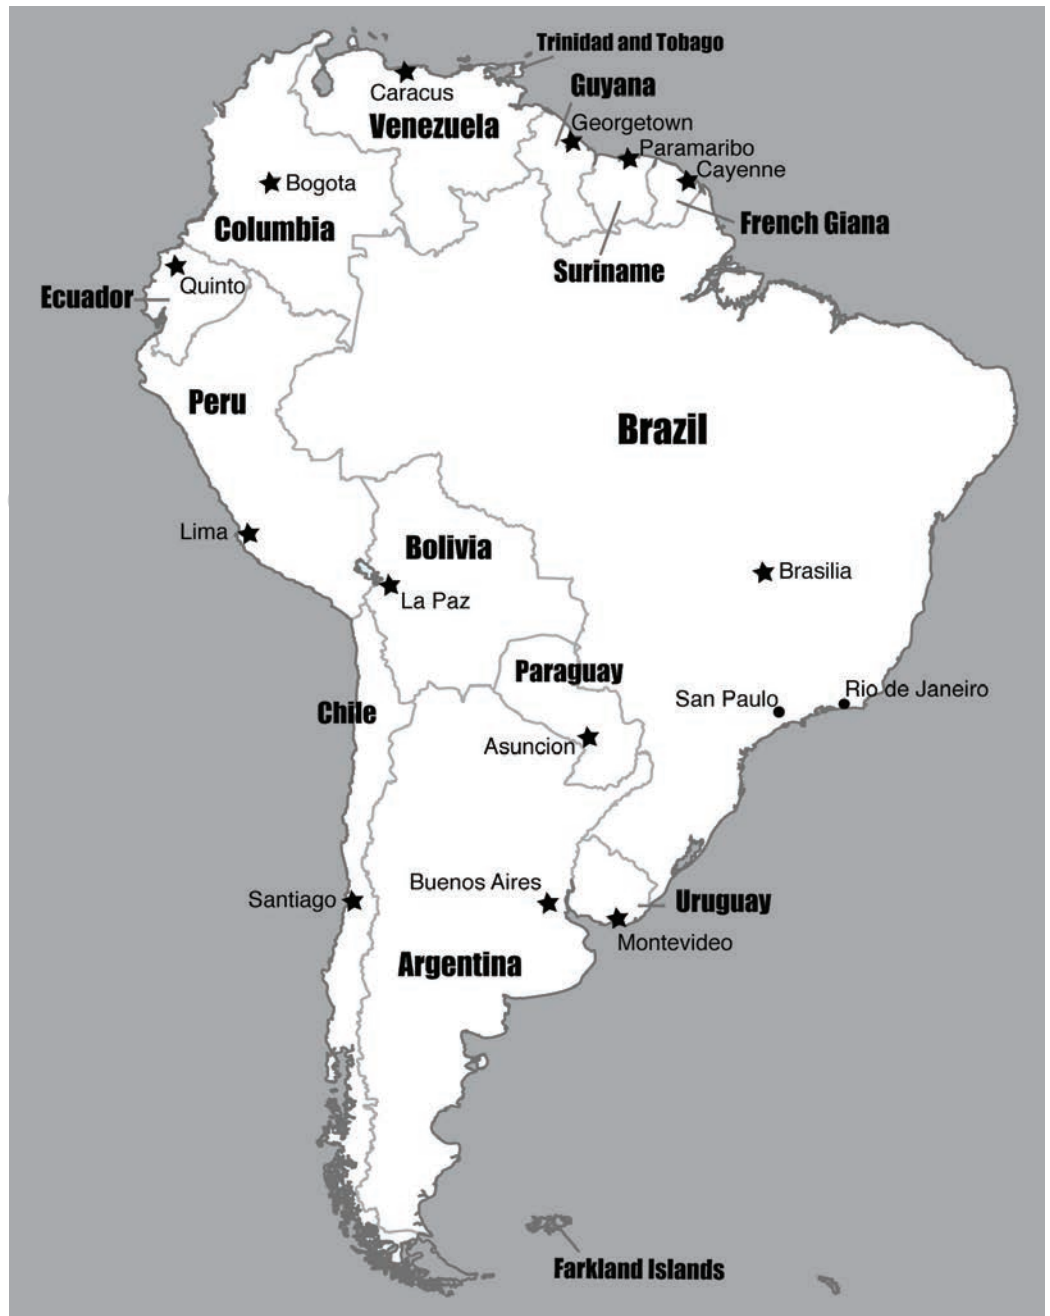 Trinidad and Tobago
Caracus
Guyana
Venezuela
Georgetown
Paramaribo
Cayenne
Bogota
Columbia
French Giana
Suriname
Quinto
Ecuador
Peru
Brazil
Lima
Bolivia
Brasilia
La Paz
Paraguay
San Paulo
Rio de Janeiro
Chile
Asuncion
Buenos Aires
Santiago
Uruguay
Montevideo
Argentina
Farkland Islands